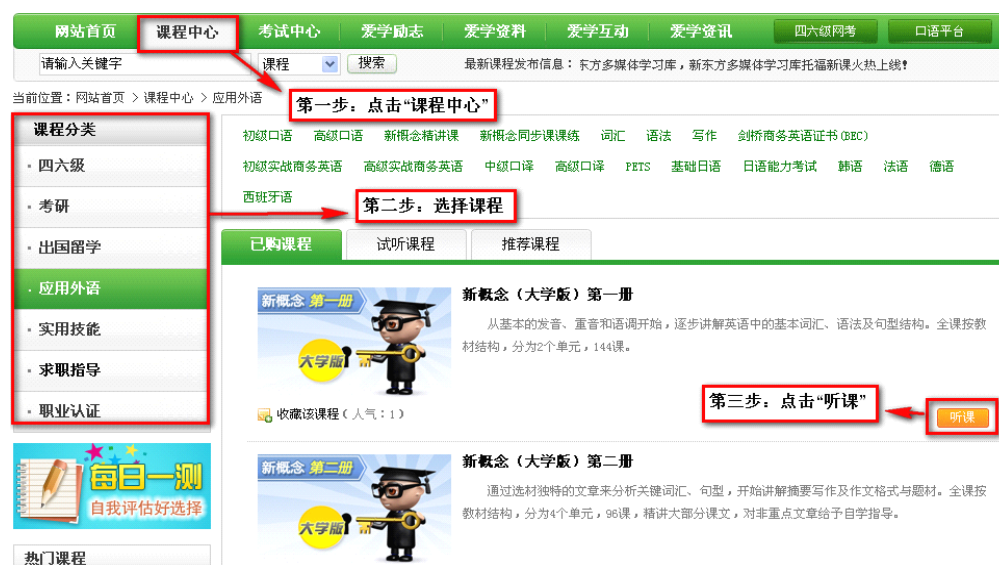 网站首页 课程中心 考试中心 爱学励志 爱学资料 爱学互动 爱学资讯 四六级网考 口语平台
请输入关键字 课程 搜索 最新课程发布信息：东方多媒体学习库，新东方多媒体学习库托福新课火热上线!
当前位置：网站首页 > 课程中心 > 应用外语
第一步：点击“课程中心”
课程分类
· 四六级
· 考研
· 出国留学
· 应用外语
· 实用技能
· 求职指导
· 职业认证
初级口语 高级口语 新概念精讲课 新概念同步课课练 词汇 语法 写作 剑桥商务英语证书(BEC)
初级实战商务英语 高级实战商务英语 中级口译 高级口译 PETS 基础日语 日语能力考试 韩语 法语 德语
西班牙语
第二步：选择课程
已购课程 试听课程 推荐课程
新概念 第一册
大学版
新概念（大学版）第一册
从基本的发音、重音和语调开始，逐步讲解英语中的基本词汇、语法及句型结构。全课按教
材结构，分为2个单元，144课。
收藏该课程（人气：1）
第三步：点击“听课”
听课
新概念 第二册
大学版
新概念（大学版）第二册
通过选材独特的文章来分析关键词汇、句型，开始讲解摘要写作及作文格式与题材。全课按
教材结构，分为4个单元，96课，精讲大部分课文，对非重点文章给予自学指导。
每日一测
自我评估好选择
热门课程